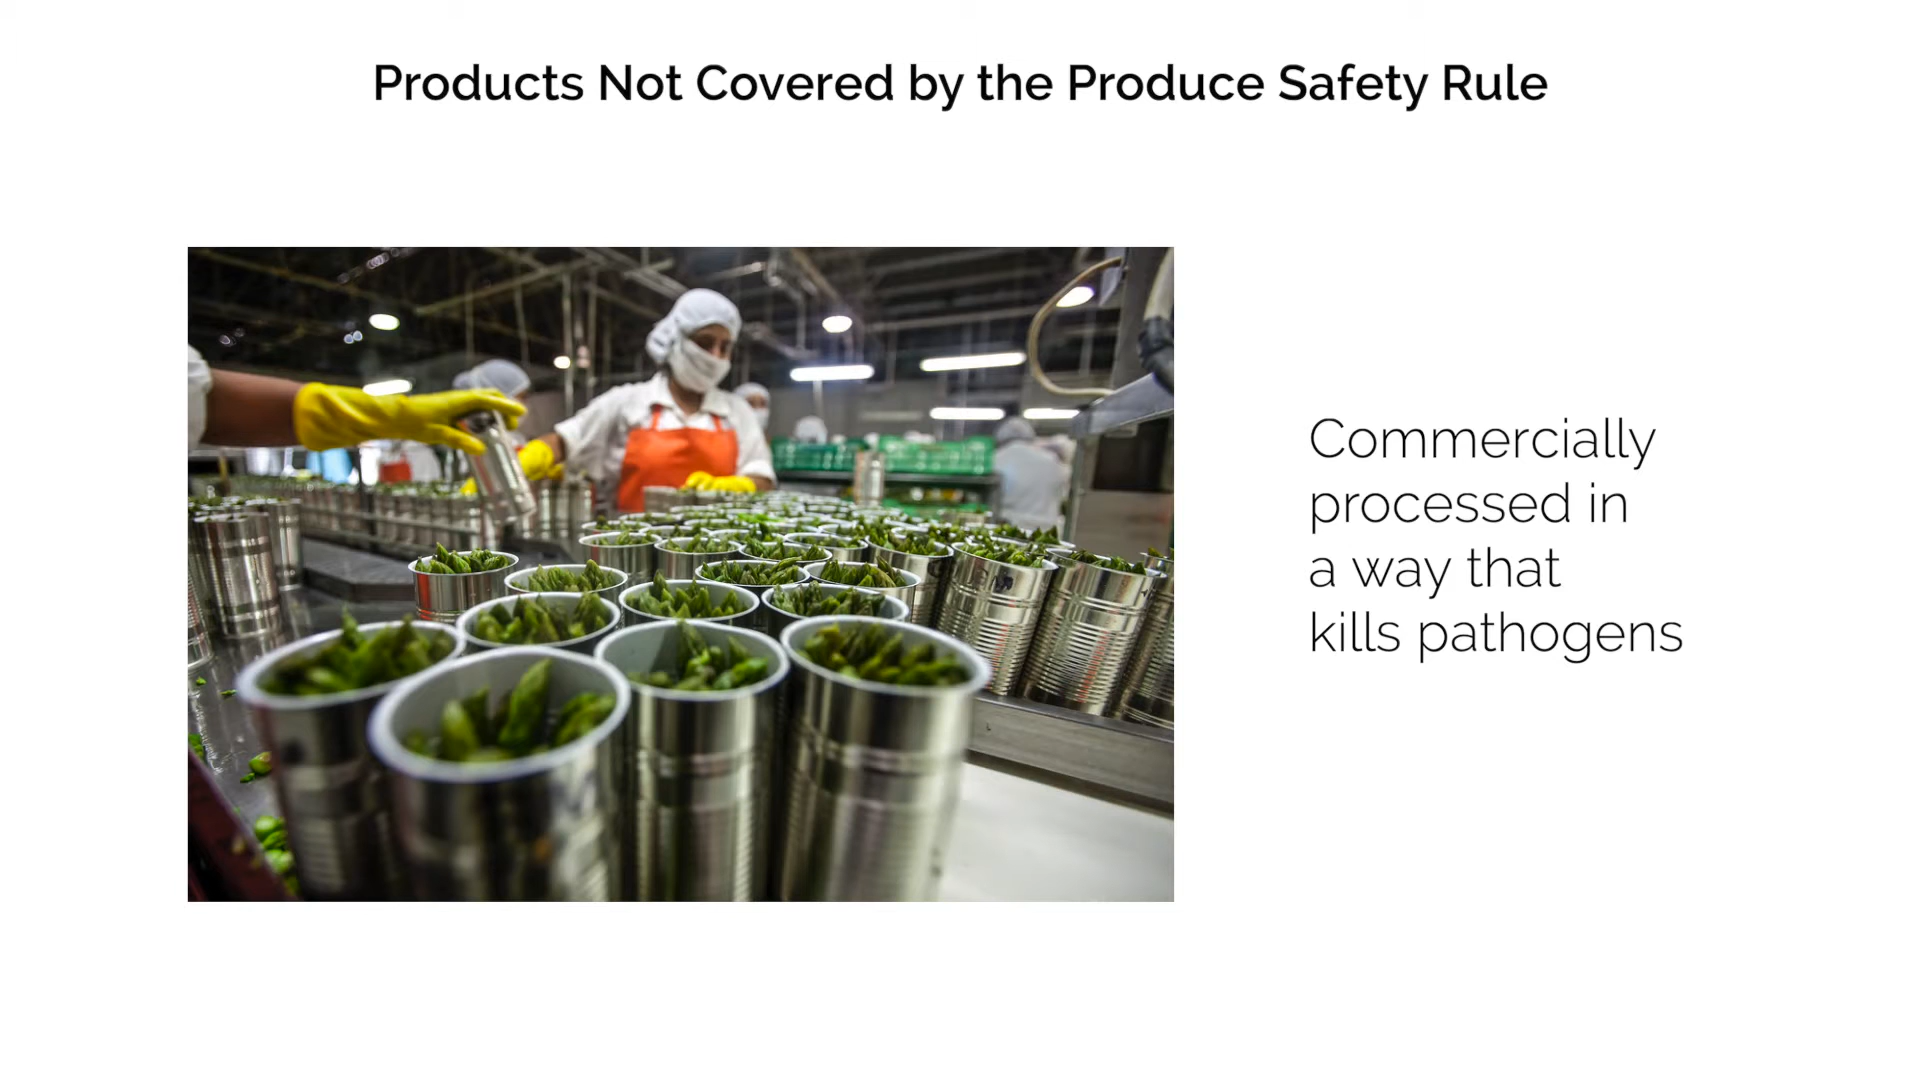 Products Not Covered by the Produce Safety Rule
Commercially
processed in
a way that
kills pathogens